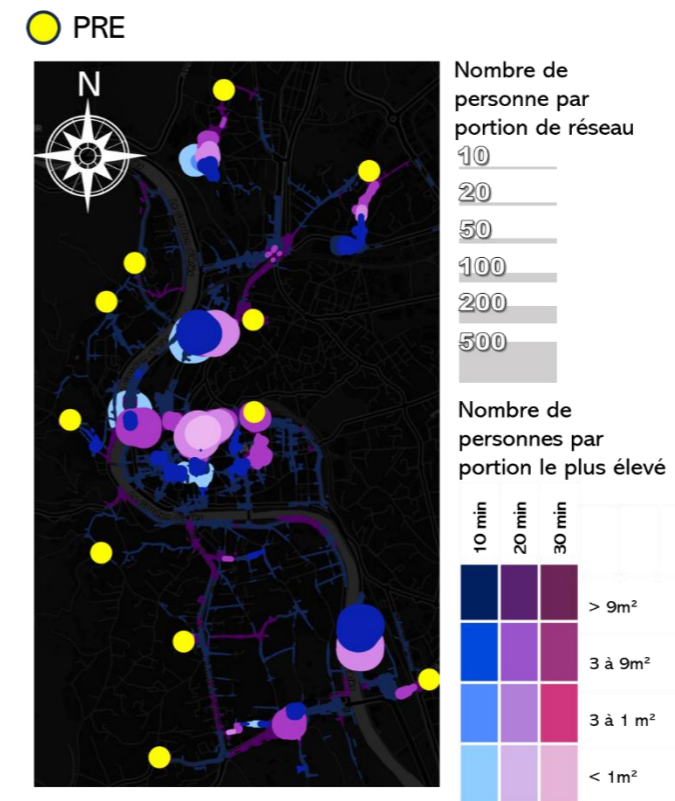 PRE
N
Nombre de
personne par
portion de réseau
10
20
50
100
200
500
Nombre de
personnes par
portion le plus élevé
10 min
20 min
30 min
> 9m²
3 à 9m²
3 à 1 m²
< 1m²